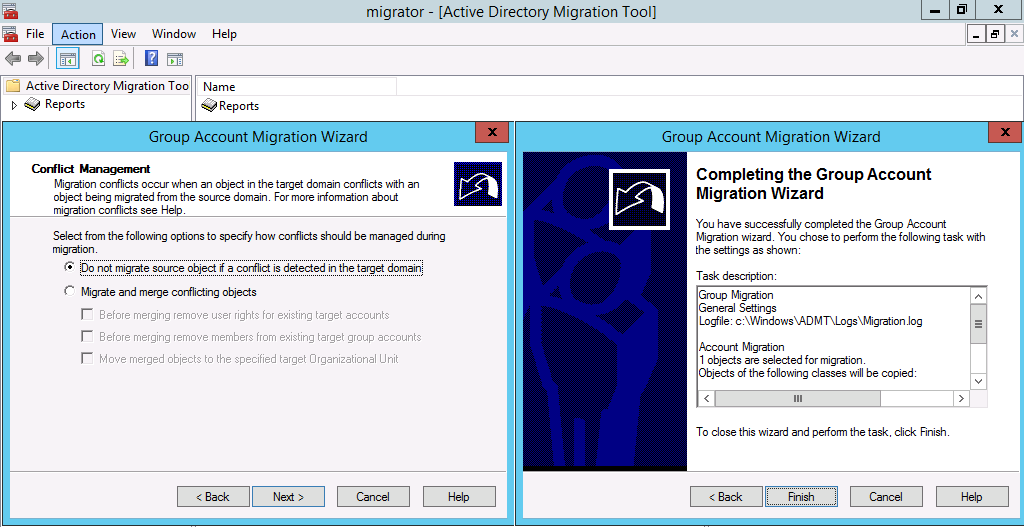 migrator - [Active Directory Migration Tool]
File Action View Window Help
Active Directory Migration Too
Reports
Name
Reports
Group Account Migration Wizard
Conflict Management
Migration conflicts occur when an object in the target domain conflicts with an
object being migrated from the source domain. For more information about
migration conflicts see Help.
Select from the following options to specify how conflicts should be managed during
migration.
Do not migrate source object if a conflict is detected in the target domain
Migrate and merge conflicting objects
Before merging remove user rights for existing target accounts
Before merging remove members from existing target group accounts
Move merged objects to the specified target Organizational Unit
< Back Next > Cancel Help
Group Account Migration Wizard
Completing the Group Account
Migration Wizard
You have successfully completed the Group Account
Migration wizard. You chose to perform the following task with
the settings as shown:
Task description:
Group Migration
General Settings
Logfile: c:\Windows\ADMT\Logs\Migration.log
Account Migration
1 objects are selected for migration.
Objects of the following classes will be copied:
To close this wizard and perform the task, click Finish.
< Back Finish Cancel Help